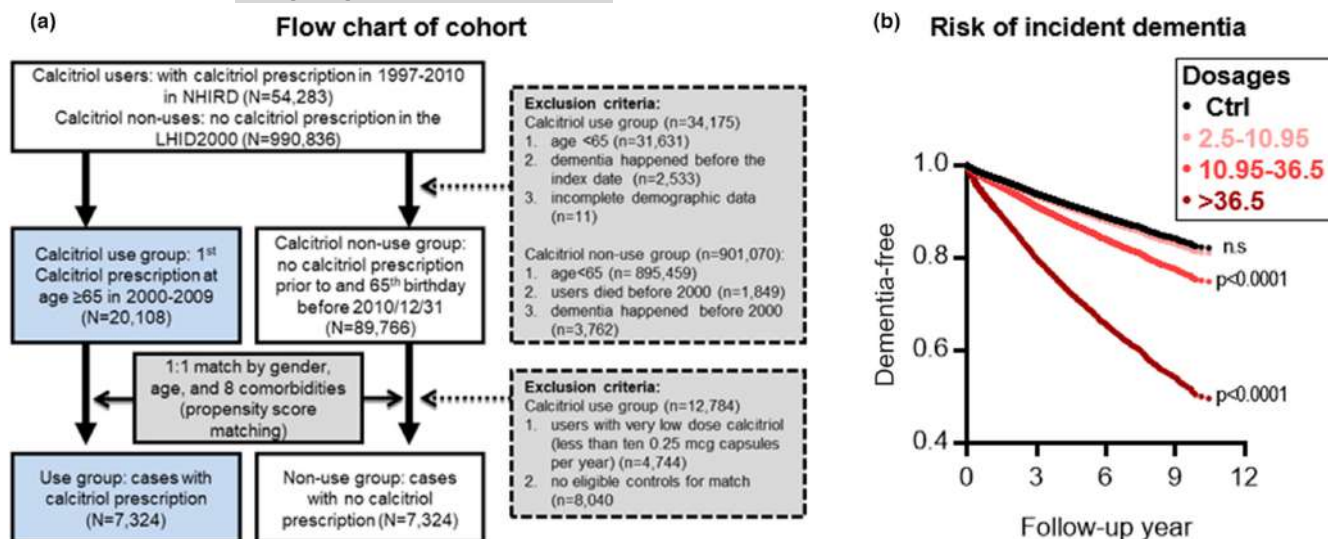 (a)
Flow chart of cohort
Calcitriol users: with calcitriol prescription in 1997-2010
in NHIRD (N=54,283)
Calcitriol non-uses: no calcitriol prescription in the
LHID2000 (N=990,836)
Exclusion criteria:
Calcitriol use group (n=34,175)
1. age <65 (n=31,631)
2. dementia happened before the
index date (n=2,533)
3. incomplete demographic data
(n=11)
Calcitriol non-use group (n=901,070):
1. age<65 (n= 895,459)
2. users died before 2000 (n=1,849)
3. dementia happened before 2000
(n=3,762)
Calcitriol use group: 1st
Calcitriol prescription at
age ≥65 in 2000-2009
(N=20,108)
Calcitriol non-use group:
no calcitriol prescription
prior to and 65th birthday
before 2010/12/31
(N=89,766)
1:1 match by gender,
age, and 8 comorbidities
(propensity score
matching)
Exclusion criteria:
Calcitriol use group (n=12,784)
1. users with very low dose calcitriol
(less than ten 0.25 mcg capsules
per year) (n=4,744)
2. no eligible controls for match
(n=8,040
Use group: cases with
calcitriol prescription
(N=7,324)
Non-use group: cases
with no calcitriol
prescription (N=7,324)
(b)
Risk of incident dementia
Dosages
Ctrl
2.5-10.95
10.95-36.5
>36.5
Dementia-free
1.0
0.8
0.6
0.4
n.s
p<0.0001
p<0.0001
0 3 6 9 12
Follow-up year